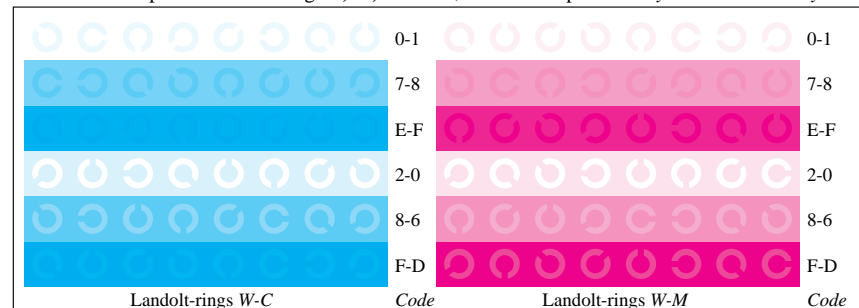 0-1 0-1
7-8 7-8
E-F E-F
2-0 2-0
8-6 8-6
F-D F-D
Landolt-rings W-C Code Landolt-rings W-M Code